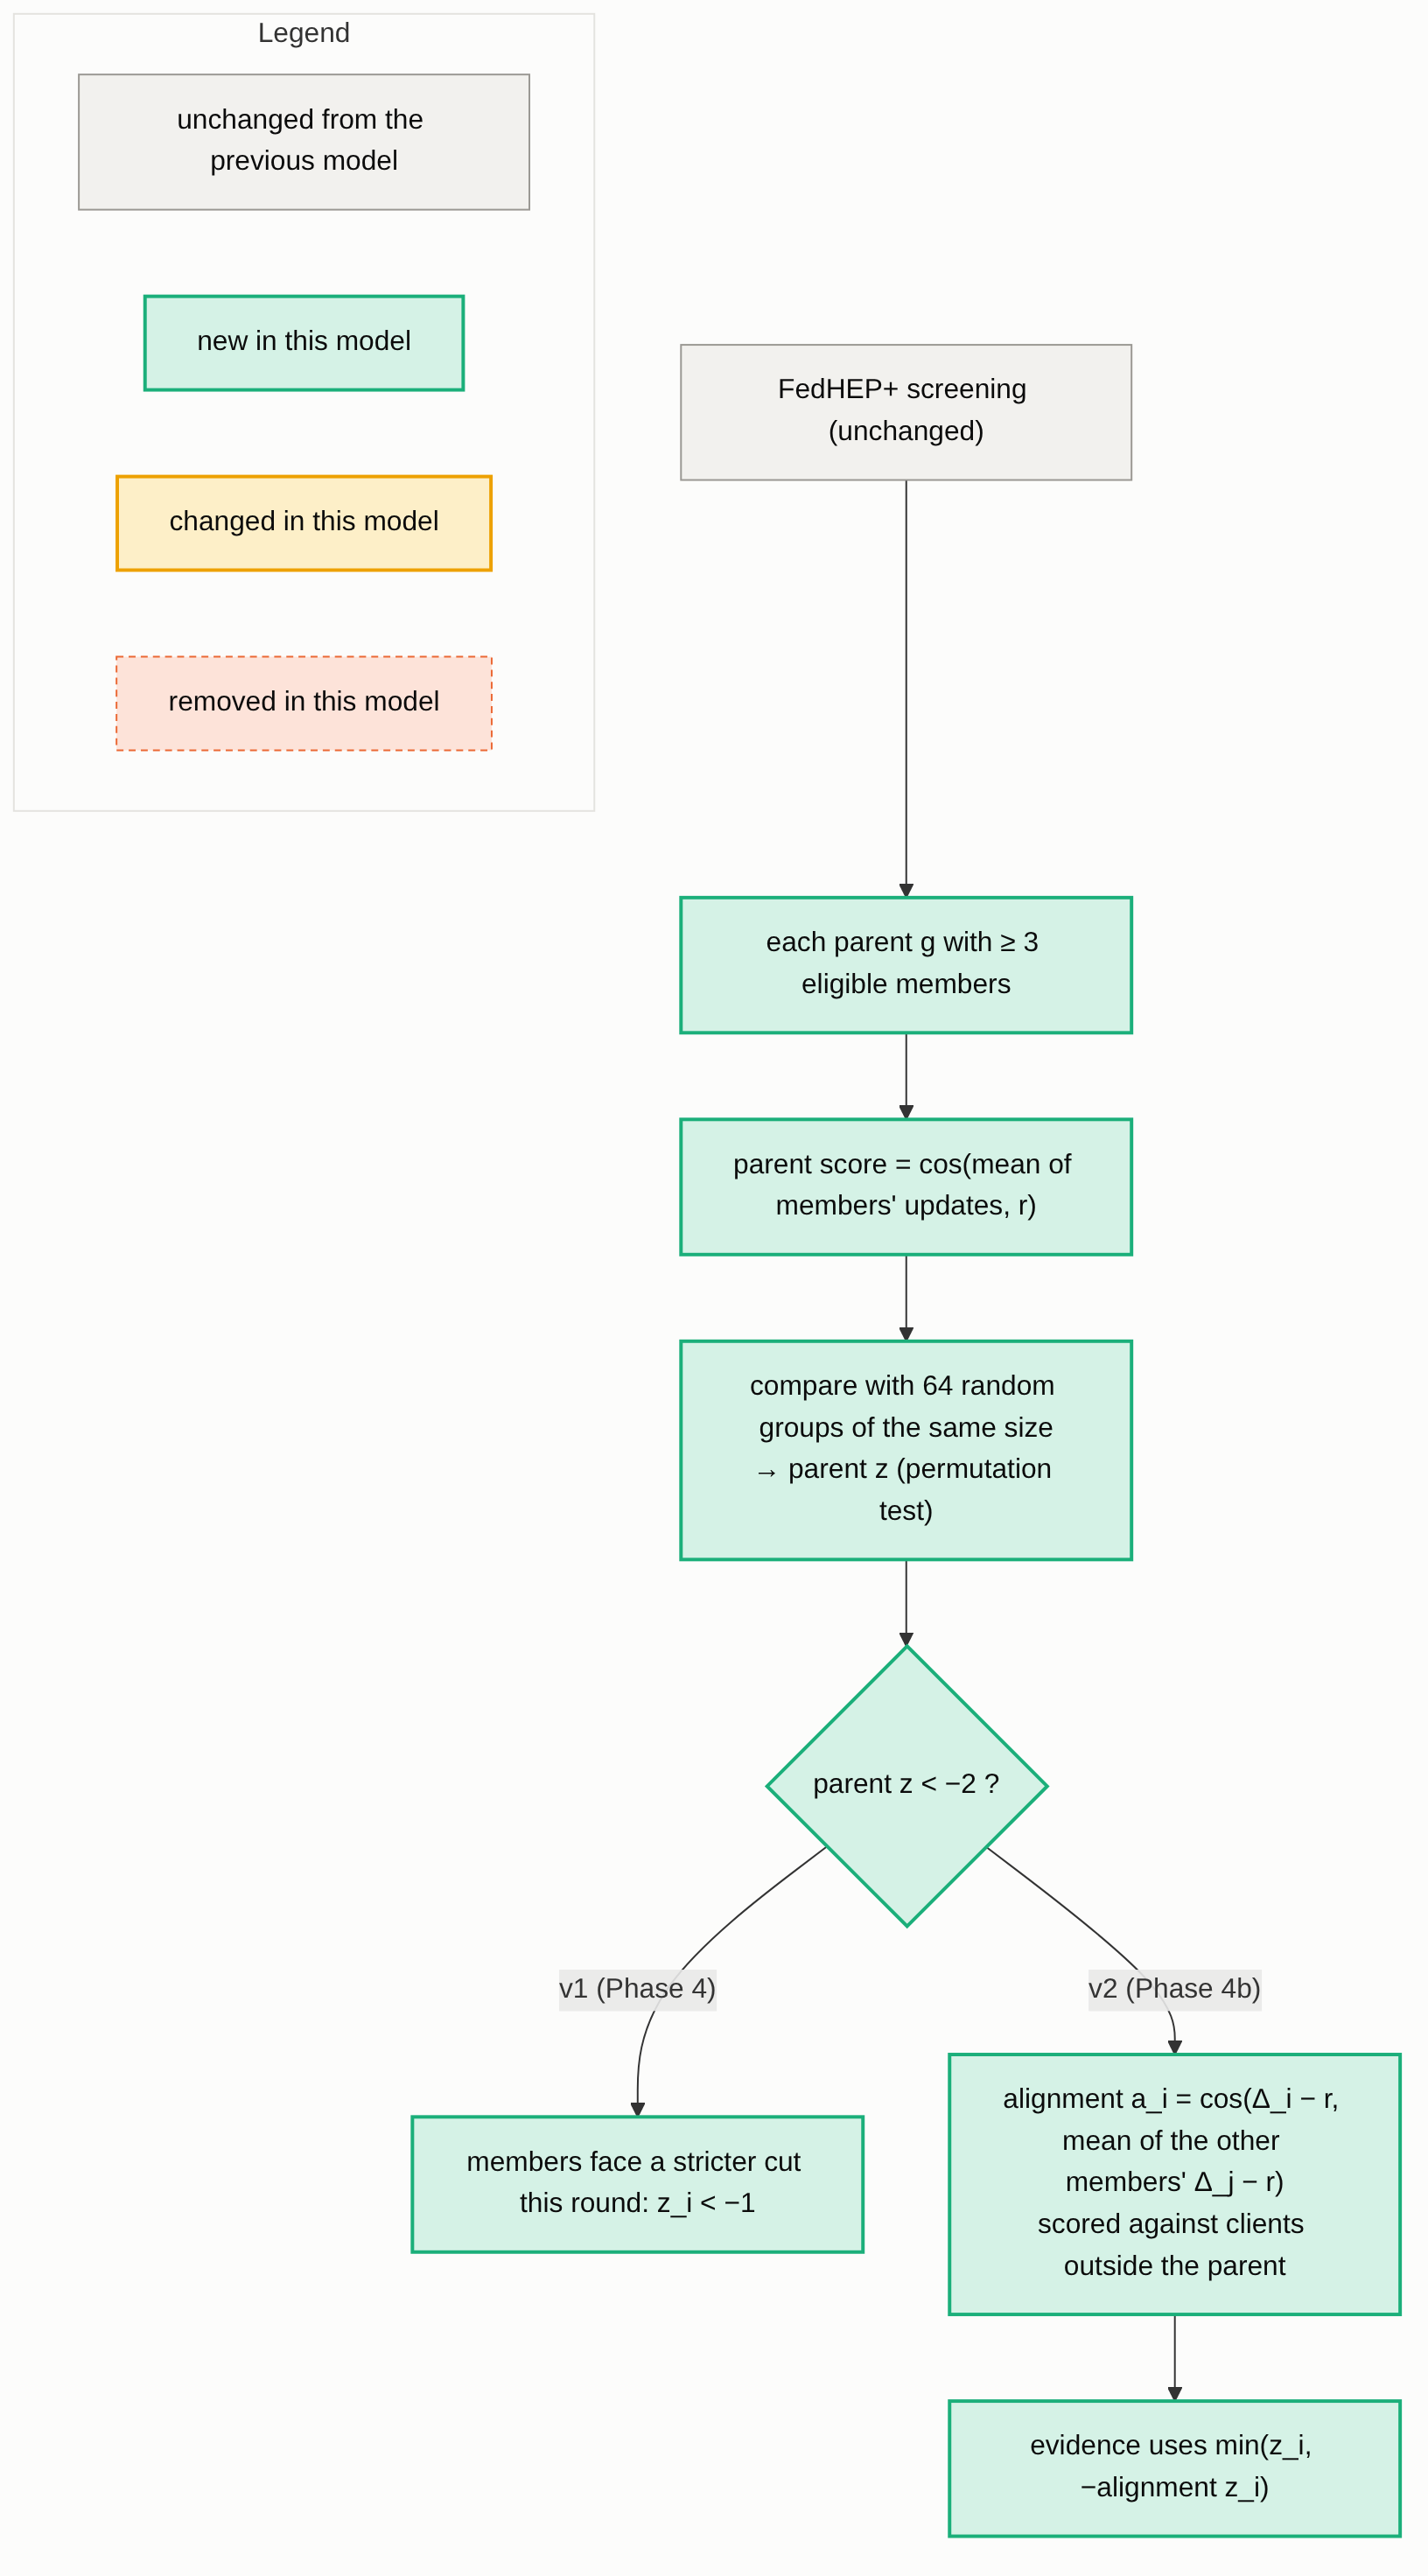 Legend
unchanged from the
previous model
new in this model
changed in this model
removed in this model
FedHEP+ screening
(unchanged)
each parent g with ≥ 3
eligible members
parent score = cos(mean of
members' updates, r)
compare with 64 random
groups of the same size
→ parent z (permutation
test)
parent z < −2 ?
v1 (Phase 4)
v2 (Phase 4b)
members face a stricter cut
this round: z_i < −1
alignment a_i = cos(Δ_i − r,
mean of the other
members' Δ_j − r)
scored against clients
outside the parent
evidence uses min(z_i,
−alignment z_i)